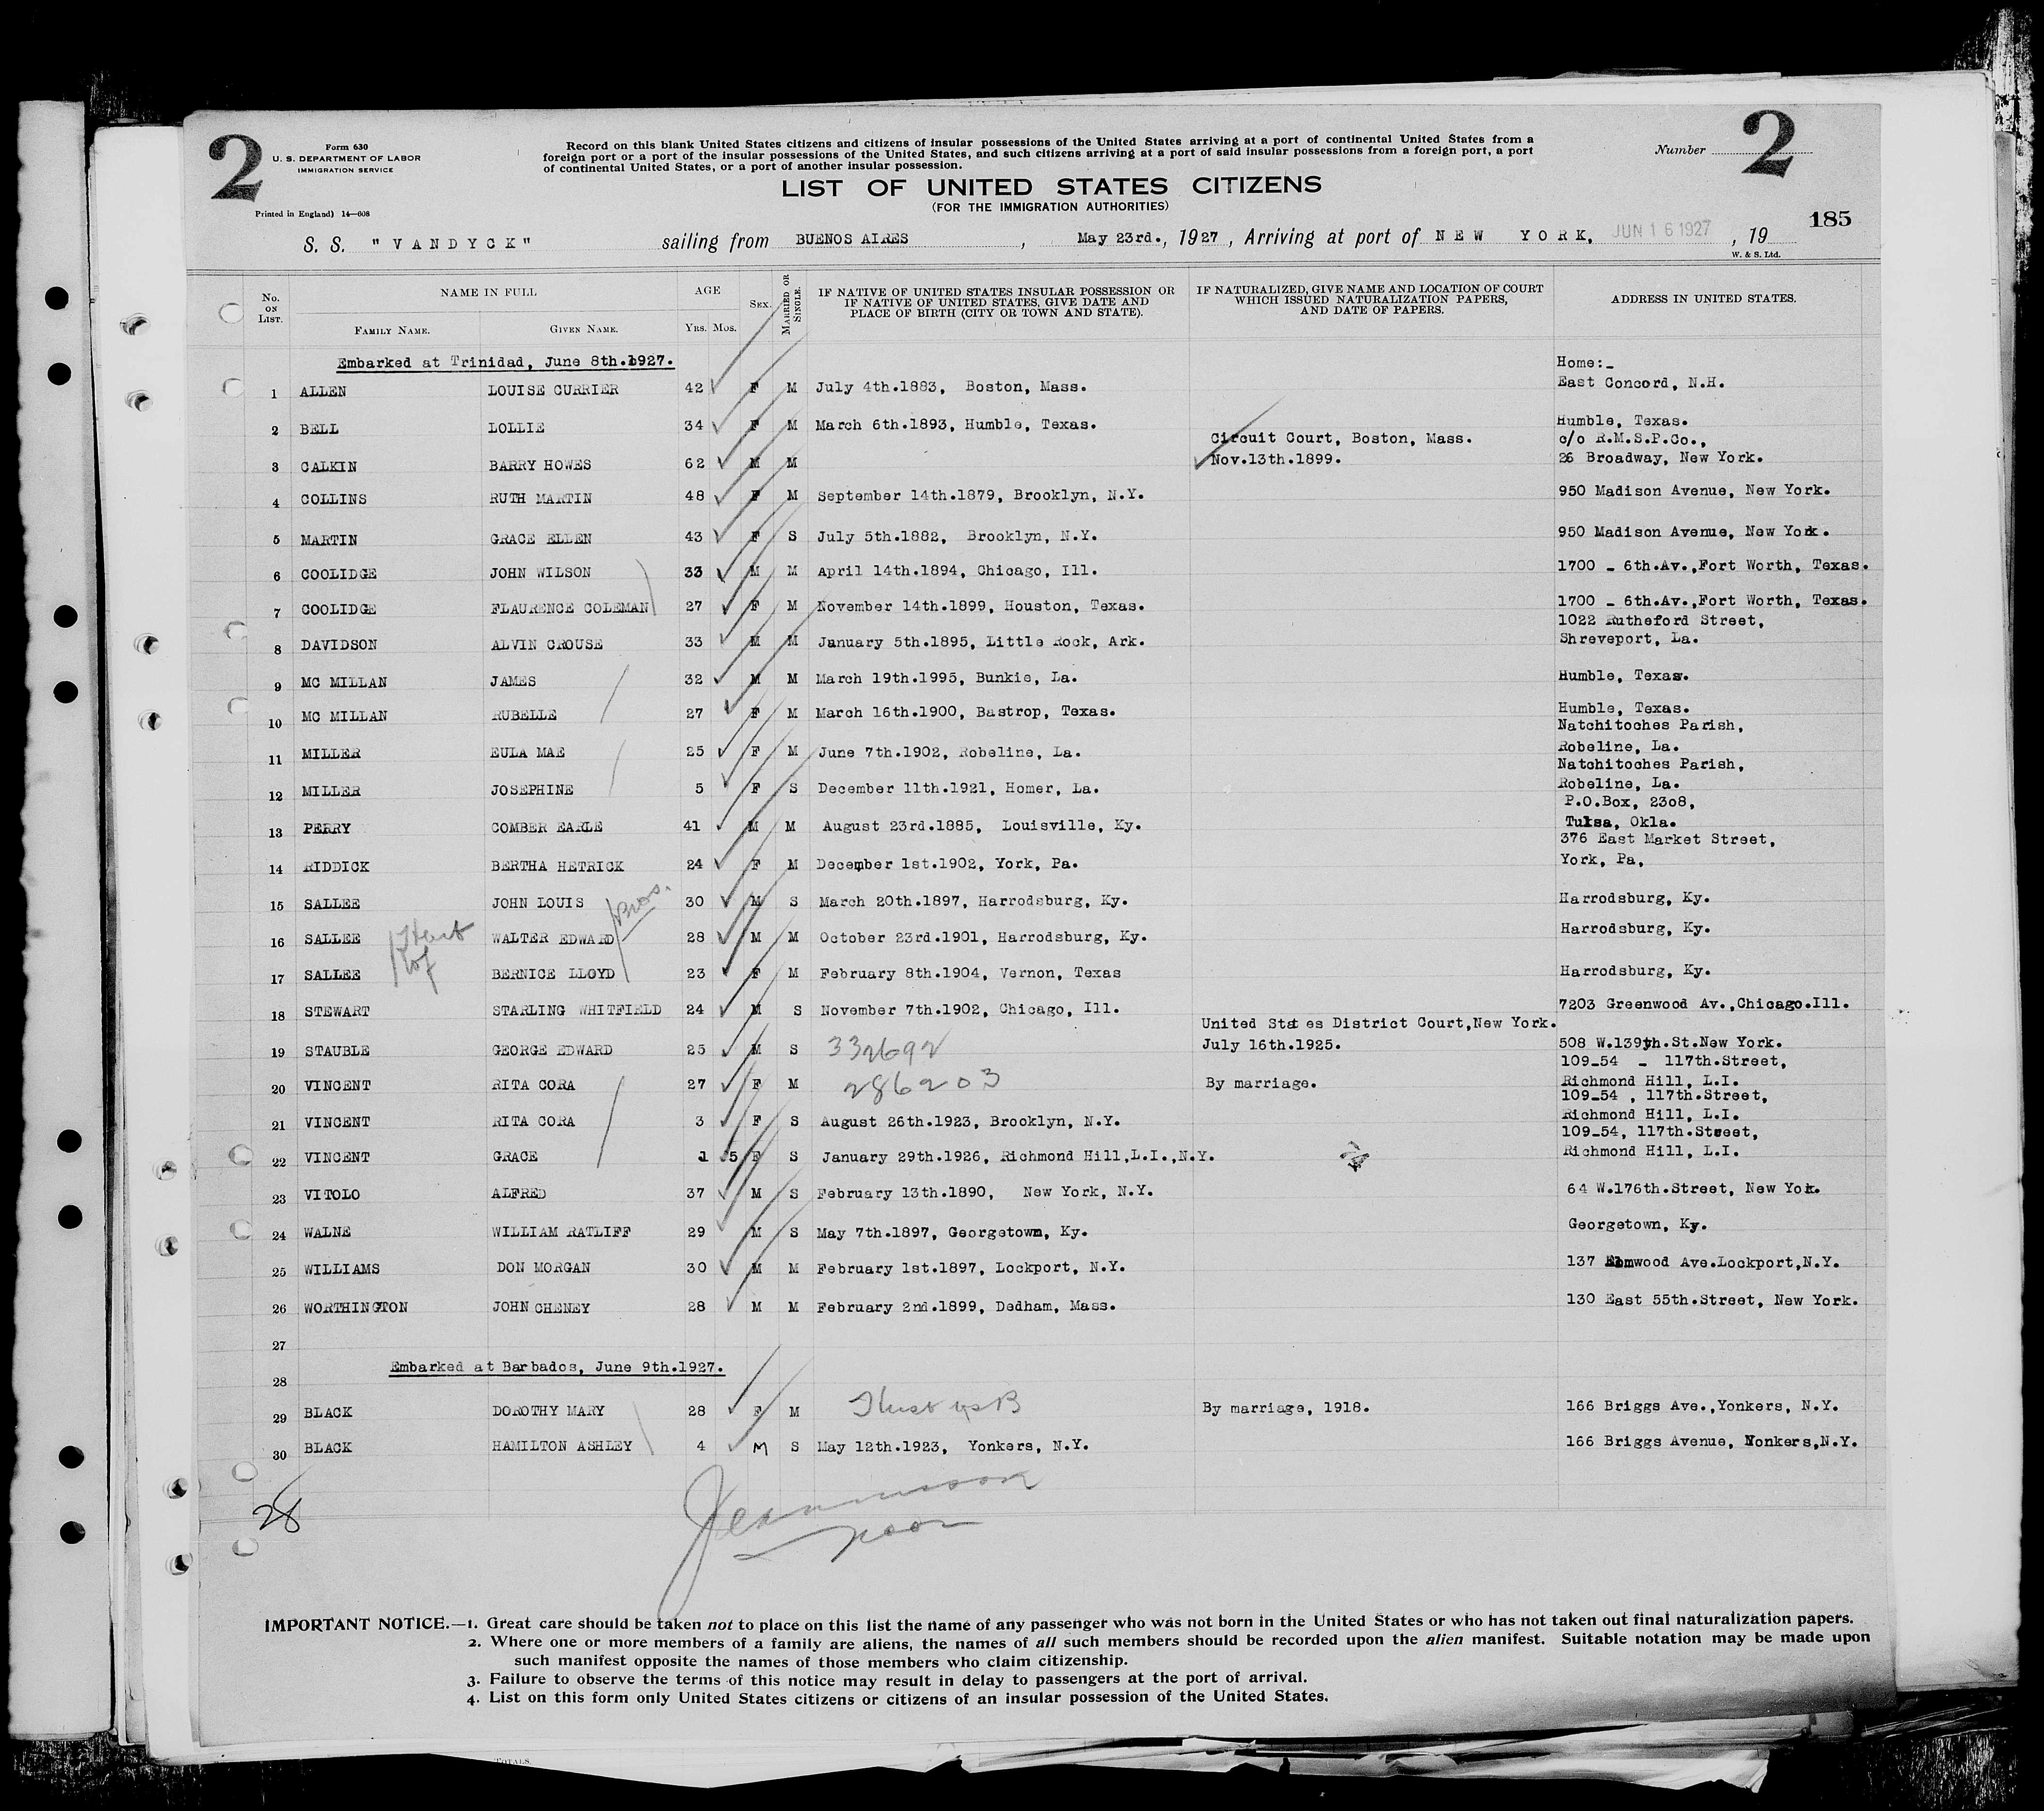 2
Form 630
U. S. DEPARTMENT OF LABOR
IMMIGRATION SERVICE
Printed in England) 14—608
Record on this blank United States citizens and citizens of insular possessions of the United States arriving at a port of continental United States from a
foreign port or a port of the insular possessions of the United States, and such citizens arriving at a port of said insular possessions from a foreign port, a port
of continental United States, or a port of another insular possession.
LIST OF UNITED STATES CITIZENS
(FOR THE IMMIGRATION AUTHORITIES)
Number 2
185
S. S. "VANDYCK" sailing from BUENOS AIRES, May 23rd., 1927, Arriving at port of NEW YORK, JUN 16 1927, 19
W. & S. Ltd.
No. ON LIST. NAME IN FULL FAMILY NAME. GIVEN NAME. AGE YRS. MOS. SEX. MARRIED OR SINGLE. IF NATIVE OF UNITED STATES INSULAR POSSESSION OR IF NATIVE OF UNITED STATES, GIVE DATE AND PLACE OF BIRTH (CITY OR TOWN AND STATE). IF NATURALIZED, GIVE NAME AND LOCATION OF COURT WHICH ISSUED NATURALIZATION PAPERS, AND DATE OF PAPERS. ADDRESS IN UNITED STATES.
Embarked at Trinidad, June 8th.1927.
Home:_
1 ALLEN LOUISE CURRIER 42 F M July 4th.1883, Boston, Mass. East Concord, N.H.
2 BELL LOLLIE 34 F M March 6th.1893, Humble, Texas. Humble, Texas.
Circuit Court, Boston, Mass. c/o R.M.S.P.Co.,
3 CALKIN BARRY HOWES 62 M M Nov.13th.1899. 26 Broadway, New York.
4 COLLINS RUTH MARTIN 48 F M September 14th.1879, Brooklyn, N.Y. 950 Madison Avenue, New York.
5 MARTIN GRACE ELLEN 43 F S July 5th.1882, Brooklyn, N.Y. 950 Madison Avenue, New York.
6 COOLIDGE JOHN WILSON 33 M M April 14th.1894, Chicago, Ill. 1700 _ 6th.Av.,Fort Worth, Texas.
7 COOLIDGE FLAURENCE COLEMAN 27 F M November 14th.1899, Houston, Texas. 1700 _ 6th.Av.,Fort Worth, Texas.
1022 Rutheford Street,
8 DAVIDSON ALVIN CROUSE 33 M M January 5th.1895, Little Rock, Ark. Shreveport, La.
9 MC MILLAN JAMES 32 M M March 19th.1995, Bunkie, La. Humble, Texas.
10 MC MILLAN RUBELLE 27 F M March 16th.1900, Bastrop, Texas. Humble, Texas.
Natchitoches Parish,
11 MILLER EULA MAE 25 F M June 7th.1902, Robeline, La. Robeline, La.
Natchitoches Parish,
12 MILLER JOSEPHINE 5 F S December 11th.1921, Homer, La. Robeline, La.
P.O.Box, 2308,
13 PERRY COMBER EARLE 41 M M August 23rd.1885, Louisville, Ky. Tulsa, Okla.
376 East Market Street,
14 RIDDICK BERTHA HETRICK 24 F M December 1st.1902, York, Pa. York, Pa,
15 SALLEE JOHN LOUIS Bros. 30 M S March 20th.1897, Harrodsburg, Ky. Harrodsburg, Ky.
16 SALLEE WALTER EDWARD 28 M M October 23rd.1901, Harrodsburg, Ky. Harrodsburg, Ky.
17 SALLEE BERNICE LLOYD 23 F M February 8th.1904, Vernon, Texas Harrodsburg, Ky.
18 STEWART STARLING WHITFIELD 24 M S November 7th.1902, Chicago, Ill. 7203 Greenwood Av.,Chicago.Ill.
United States District Court,New York.
19 STAUBLE GEORGE EDWARD 25 M S 332692 July 16th.1925. 508 W.139th.St.New York.
109_54 _ 117th.Street,
20 VINCENT RITA CORA 27 F M 286203 By marriage. Richmond Hill, L.I.
109_54 , 117th.Street,
21 VINCENT RITA CORA 3 F S August 26th.1923, Brooklyn, N.Y. Richmond Hill, L.I.
109_54, 117th.Street,
22 VINCENT GRACE 1 5 F S January 29th.1926, Richmond Hill,L.I.,N.Y. Richmond Hill, L.I.
23 VITOLO ALFRED 37 M S February 13th.1890, New York, N.Y. 64 W.176th.Street, New York.
24 WALNE WILLIAM RATLIFF 29 M S May 7th.1897, Georgetown, Ky. Georgetown, Ky.
25 WILLIAMS DON MORGAN 30 M M February 1st.1897, Lockport, N.Y. 137 Elmwood Ave.Lockport,N.Y.
26 WORTHINGTON JOHN CHENEY 28 M M February 2nd.1899, Dedham, Mass. 130 East 55th.Street, New York.
27
Embarked at Barbados, June 9th.1927.
28
29 BLACK DOROTHY MARY 28 F M By marriage, 1918. 166 Briggs Ave.,Yonkers, N.Y.
30 BLACK HAMILTON ASHLEY 4 M S May 12th.1923, Yonkers, N.Y. 166 Briggs Avenue, Yonkers,N.Y.
28
IMPORTANT NOTICE.—1. Great care should be taken not to place on this list the name of any passenger who was not born in the United States or who has not taken out final naturalization papers.
2. Where one or more members of a family are aliens, the names of all such members should be recorded upon the alien manifest. Suitable notation may be made upon
such manifest opposite the names of those members who claim citizenship.
3. Failure to observe the terms of this notice may result in delay to passengers at the port of arrival.
4. List on this form only United States citizens or citizens of an insular possession of the United States.
TOTALS.